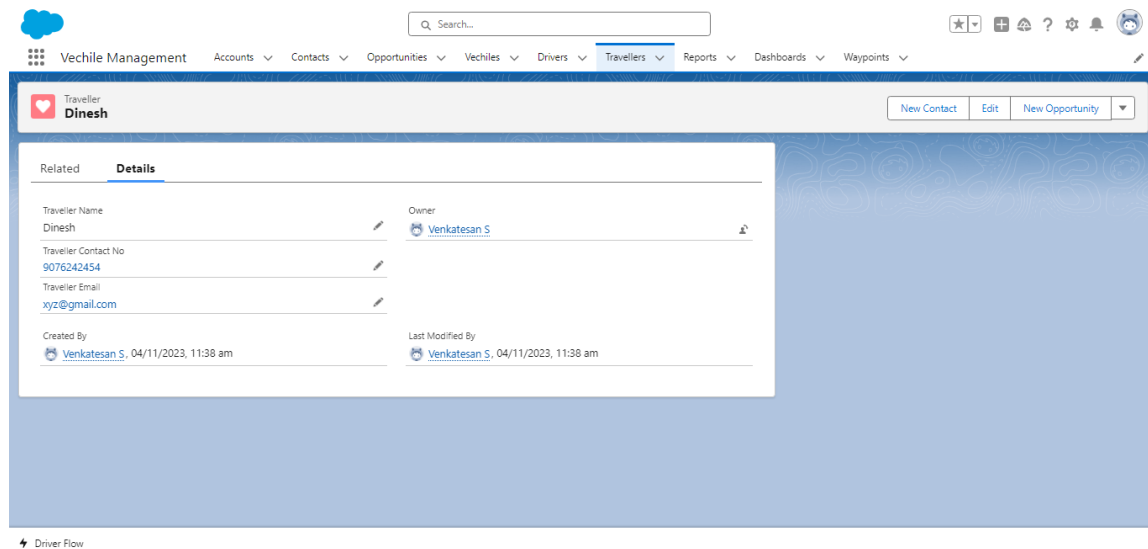 Search...
Vechile Management Accounts Contacts Opportunities Vechiles Drivers Travellers Reports Dashboards Waypoints
Traveller
Dinesh
New Contact Edit New Opportunity
Related Details
Traveller Name
Dinesh
Owner
Venkatesan S
Traveller Contact No
9076242454
Traveller Email
xyz@gmail.com
Created By
Venkatesan S, 04/11/2023, 11:38 am
Last Modified By
Venkatesan S, 04/11/2023, 11:38 am
Driver Flow